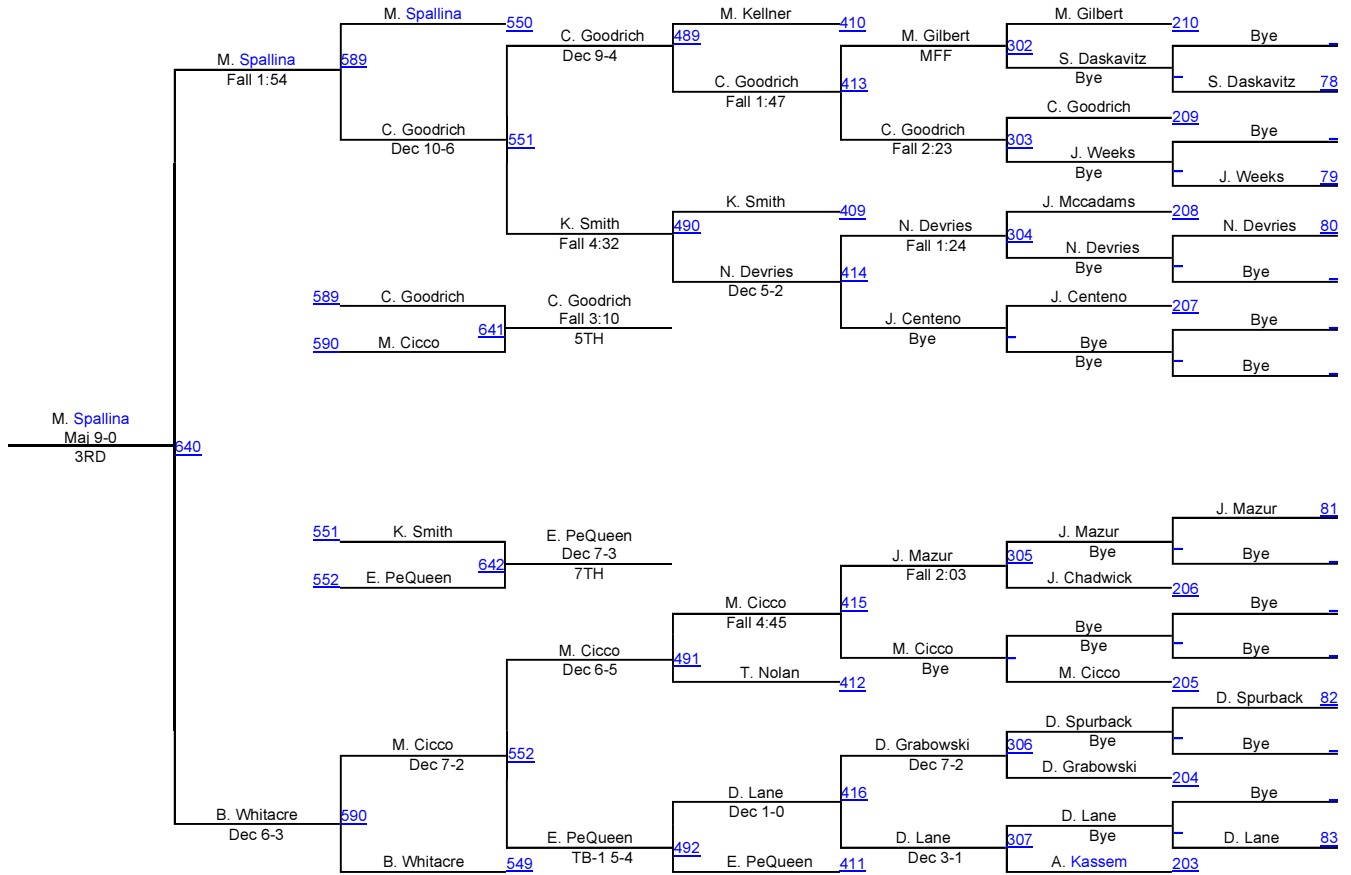 M. Spallina
550
M. Kellner
410
M. Gilbert
210
C. Goodrich
489
M. Gilbert
302
Bye
Dec 9-4
MFF
M. Spallina
589
S. Daskavitz
Fall 1:54
C. Goodrich
413
Bye
S. Daskavitz
78
Fall 1:47
C. Goodrich
209
C. Goodrich
551
C. Goodrich
303
Bye
Dec 10-6
Fall 2:23
J. Weeks
Bye
J. Weeks
79
K. Smith
409
J. Mccadams
208
K. Smith
490
N. Devries
304
N. Devries
80
Fall 4:32
Fall 1:24
N. Devries
N. Devries
414
Bye
Bye
Dec 5-2
589
C. Goodrich
C. Goodrich
J. Centeno
207
Fall 3:10
J. Centeno
Bye
641
5TH
Bye
590
M. Cicco
Bye
Bye
Bye
M. Spallina
Maj 9-0
640
3RD
J. Mazur
81
551
K. Smith
E. PeQueen
J. Mazur
Dec 7-3
J. Mazur
305
Bye
Bye
642
7TH
Fall 2:03
552
E. PeQueen
J. Chadwick
206
M. Cicco
415
Bye
Fall 4:45
Bye
M. Cicco
491
M. Cicco
Bye
Bye
Dec 6-5
T. Nolan
412
Bye
M. Cicco
205
D. Spurback
82
D. Spurback
M. Cicco
552
D. Grabowski
306
Bye
Bye
Dec 7-2
Dec 7-2
D. Grabowski
204
D. Lane
416
Bye
Dec 1-0
B. Whitacre
590
D. Lane
Dec 6-3
E. PeQueen
492
D. Lane
307
Bye
D. Lane
83
TB-1 5-4
Dec 3-1
B. Whitacre
549
E. PeQueen
411
A. Kassem
203